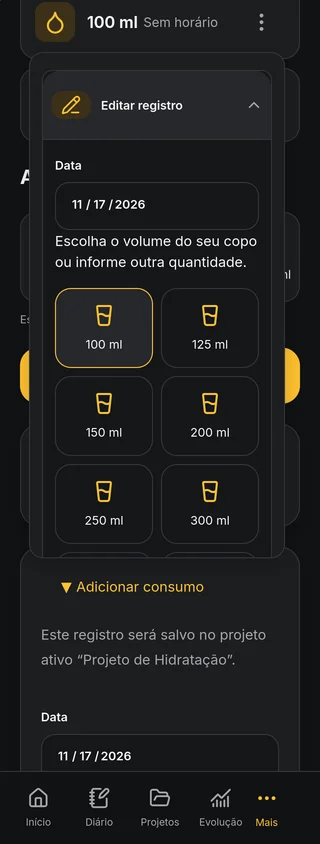 100 ml Sem horário
Editar registro
Data
11 / 17 / 2026
Escolha o volume do seu copo
ou informe outra quantidade.
100 ml
125 ml
150 ml
200 ml
250 ml
300 ml
▼ Adicionar consumo
Este registro será salvo no projeto
ativo “Projeto de Hidratação”.
Data
11 / 17 / 2026
Início
Diário
Projetos
Evolução
Mais